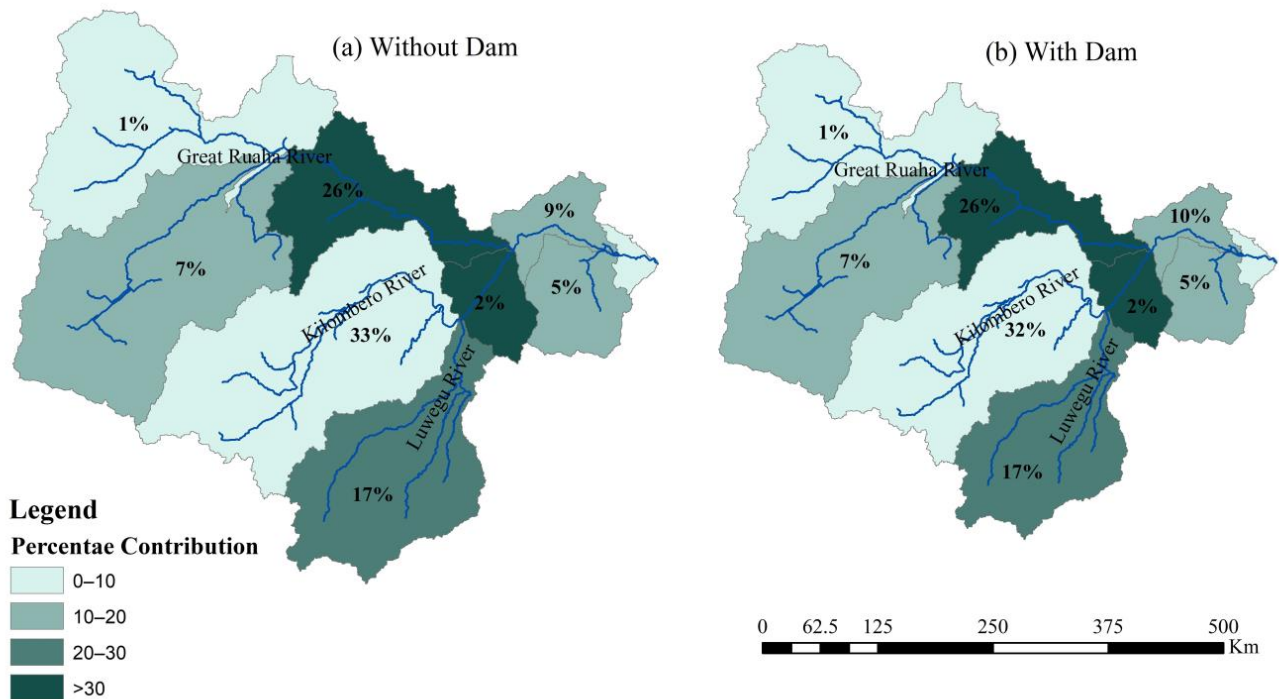 (a) Without Dam
1%
Great Ruaha River
26%
9%
7%
5%
2%
Kilombero River
33%
Luwegu River
17%
(b) With Dam
1%
Great Ruaha River
26%
10%
7%
5%
2%
Kilombero River
32%
Luwegu River
17%
Legend
Percentae Contribution
0–10
10–20
20–30
>30
0 62.5 125 250 375 500
Km